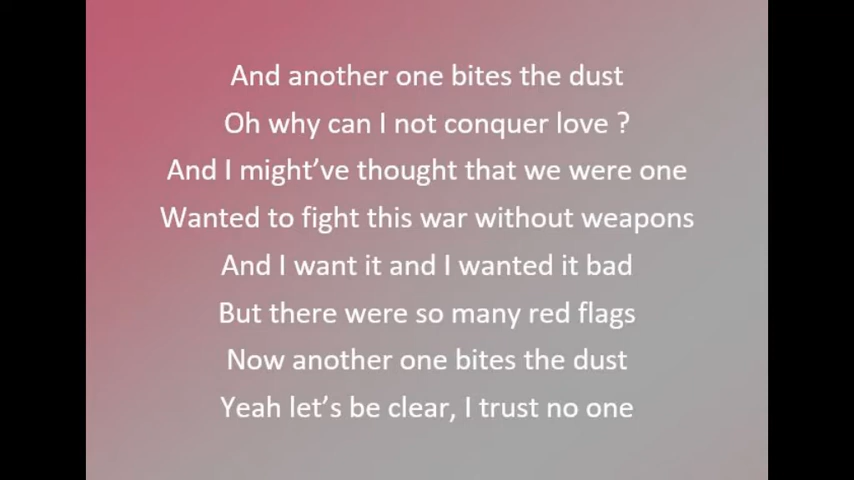 And another one bites the dust
Oh why can I not conquer love ?
And I might’ve thought that we were one
Wanted to fight this war without weapons
And I want it and I wanted it bad
But there were so many red flags
Now another one bites the dust
Yeah let’s be clear, I trust no one